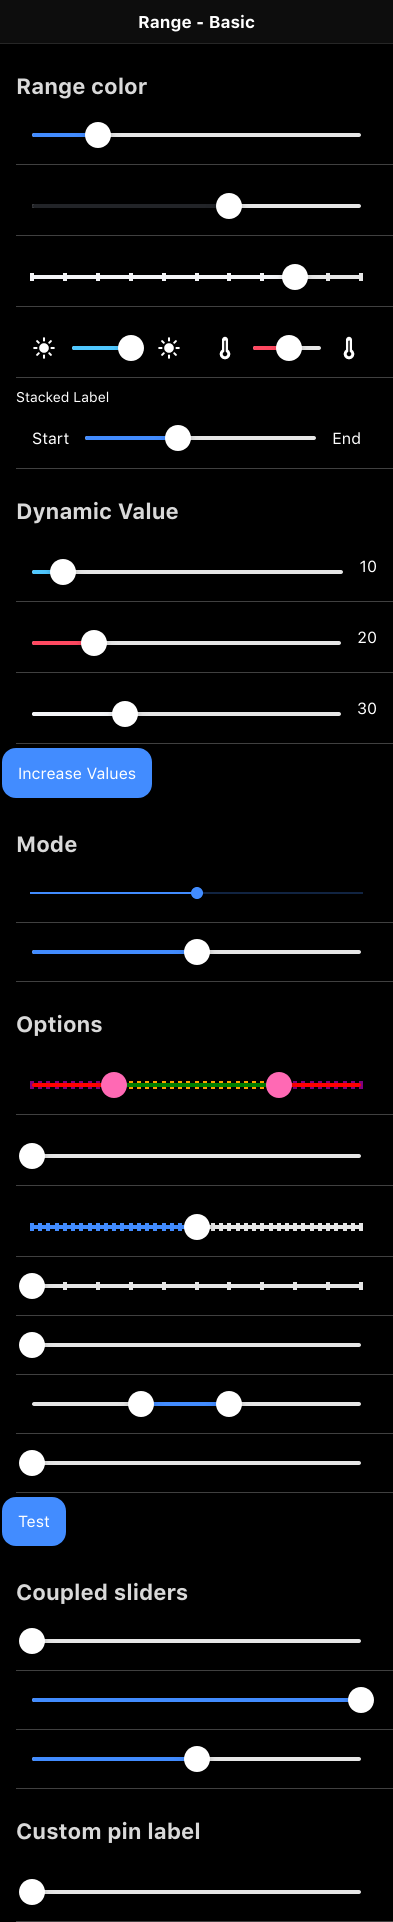 Range - Basic
Range color
Stacked Label
Start End
Dynamic Value
10
20
30
Increase Values
Mode
Options
Test
Coupled sliders
Custom pin label